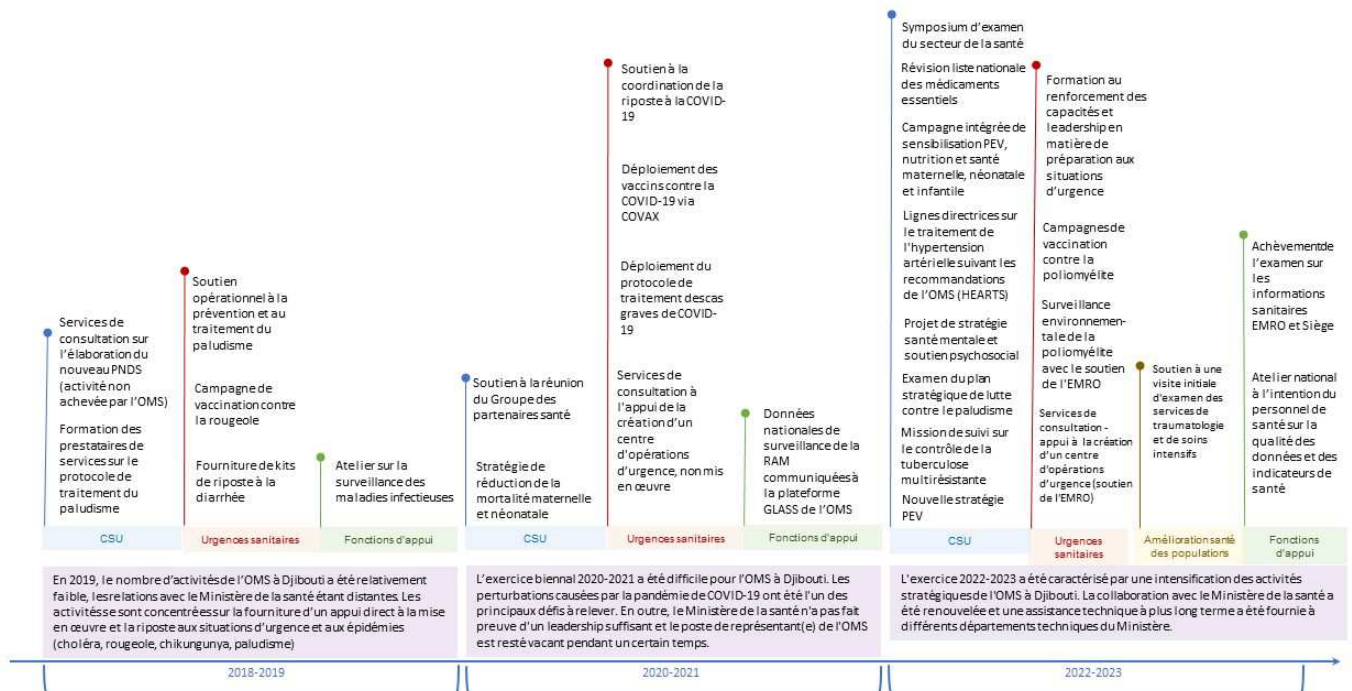 Services de
consultation sur
l'élaboration du
nouveau PNDS
(activité non
achevée par l'OMS)
Formation des
prestataires de
services sur le
protocole de
traitement du
paludisme
CSU
Soutien
opérationnel à la
prévention et au
traitement du
paludisme
Campagne de
vaccination contre
la rougeole
Fourniture de kits
de riposte à la
diarrhée
Urgences sanitaires
Atelier sur la
surveillance des
maladies infectieuses
Fonctions d'appui
En 2019, le nombre d'activités de l'OMS à Djibouti a été relativement
faible, les relations avec le Ministère de la santé étant distantes. Les
activités se sont concentrées sur la fourniture d'un appui direct à la mise
en œuvre et la riposte aux situations d'urgence et aux épidémies
(choléra, rougeole, chikungunya, paludisme)
2018-2019
Soutien à la réunion
du Groupe des
partenaires santé
Stratégie de
réduction de la
mortalité maternelle
et néonatale
CSU
Soutien à la
coordination de la
riposte à la COVID-
19
Déploiement des
vaccins contre la
COVID-19 via
COVAX
Déploiement du
protocole de
traitement des cas
graves de COVID-
19
Services de
consultation à
l'appui de la
création d'un
centre
d'opérations
d'urgence, non mis
en œuvre
Urgences sanitaires
Données
nationales de
surveillance de la
RAM
communiquées à
la plateforme
GLASS de l'OMS
Fonctions d'appui
L'exercice biennal 2020-2021 a été difficile pour l'OMS à Djibouti. Les
perturbations causées par la pandémie de COVID-19 ont été l'un des
principaux défis à relever. En outre, le Ministère de la santé n'a pas fait
preuve d'un leadership suffisant et le poste de représentant(e) de l'OMS
est resté vacant pendant un certain temps.
2020-2021
Symposium d'examen
du secteur de la santé
Révision liste nationale
des médicaments
essentiels
Campagne intégrée de
sensibilisation PEV,
nutrition et santé
maternelle, néonatale
et infantile
Lignes directrices sur
le traitement de
l'hypertension
artérielle suivant les
recommandations
de l'OMS (HEARTS)
Projet de stratégie
santé mentale et
soutien psychosocial
Examen du plan
stratégique de lutte
contre le paludisme
Mission de suivi sur
le contrôle de la
tuberculose
multirésistante
Nouvelle stratégie
PEV
CSU
Formation au
renforcement des
capacités et
leadership en
matière de
préparation aux
situations
d'urgence
Campagnes de
vaccination
contre la
poliomyélite
Surveillance
environnemen-
tale de la
poliomyélite
avec le soutien
de l'EMRO
Services de
consultation -
appui à la création
d'un centre
d'opérations
d'urgence (soutien
de l'EMRO)
Urgences
sanitaires
Soutien à une
visite initiale
d'examen des
services de
traumatologie
et de soins
intensifs
Amélioration santé
des populations
Achèvement de
l'examen sur
les
informations
sanitaires
EMRO et Siège
Atelier national
à l'intention du
personnel de
santé sur la
qualité des
données et des
indicateurs de
santé
Fonctions
d'appui
L'exercice 2022-2023 a été caractérisé par une intensification des activités
stratégiques de l'OMS à Djibouti. La collaboration avec le Ministère de la santé a
été renouvelée et une assistance technique à plus long terme a été fournie à
différents départements techniques du Ministère.
2022-2023